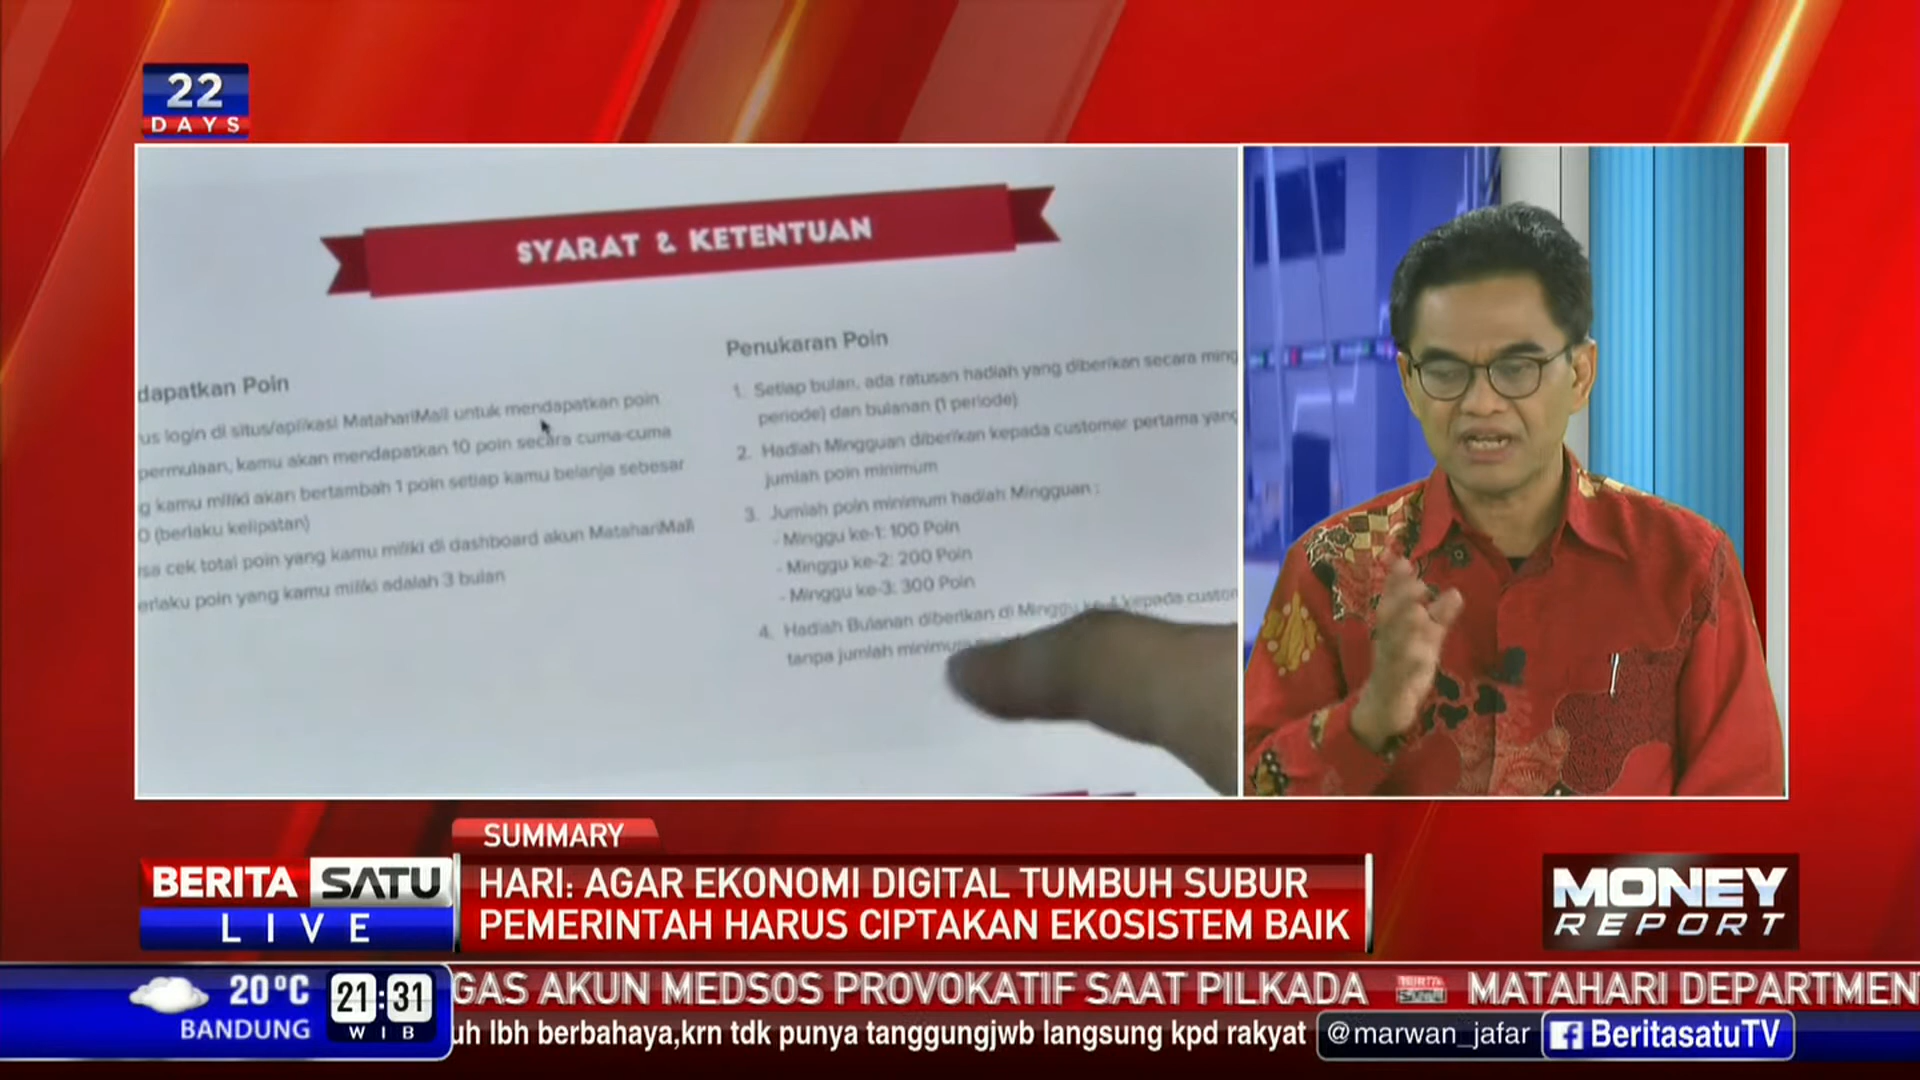 22
DAYS
SYARAT & KETENTUAN
dapatkan Poin
us login di situs/aplikasi MatahariMall untuk mendapatkan poin
permulaan, kamu akan mendapatkan 10 poin secara cuma-cuma
g kamu miliki akan bertambah 1 poin setiap kamu belanja sebesar
0 (berlaku kelipatan)
sa cek total poin yang kamu miliki di dashboard akun MatahariMall
erlaku poin yang kamu miliki adalah 3 bulan
Penukaran Poin
1. Setiap bulan, ada ratusan hadiah yang diberikan secara ming
periode) dan bulanan (1 periode)
2. Hadiah Mingguan diberikan kepada customer pertama yang
jumlah poin minimum
3. Jumlah poin minimum hadiah Mingguan :
- Minggu ke-1: 100 Poin
- Minggu ke-2: 200 Poin
- Minggu ke-3: 300 Poin
4. Hadiah Bulanan diberikan di Minggu ke-4 kepada custom
tanpa jumlah minimum
SUMMARY
BERITA SATU
LIVE
HARI: AGAR EKONOMI DIGITAL TUMBUH SUBUR
PEMERINTAH HARUS CIPTAKAN EKOSISTEM BAIK
MONEY
REPORT
20°C
BANDUNG
21:31
WIB
GAS AKUN MEDSOS PROVOKATIF SAAT PILKADA BERITA SATU MATAHARI DEPARTMEN
uh lbh berbahaya,krn tdk punya tanggungjwb langsung kpd rakyat @marwan_jafar BeritasatuTV